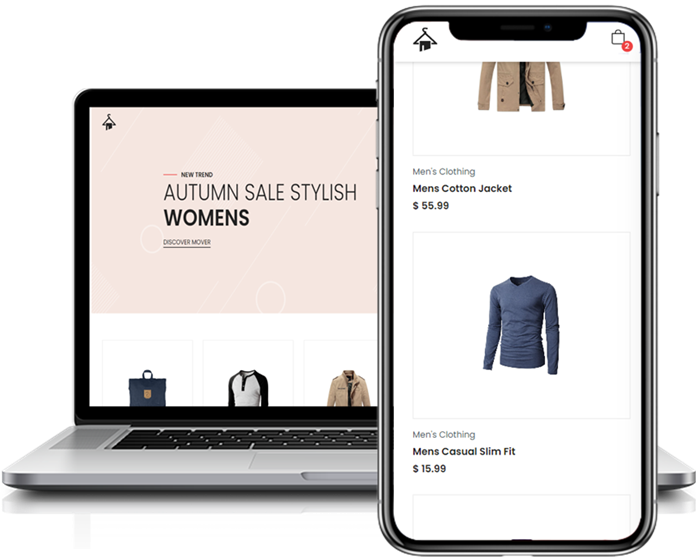 NEW TREND
AUTUMN SALE STYLISH
WOMENS
DISCOVER MOVER
2
Men's Clothing
Mens Cotton Jacket
$ 55.99
Men's Clothing
Mens Casual Slim Fit
$ 15.99